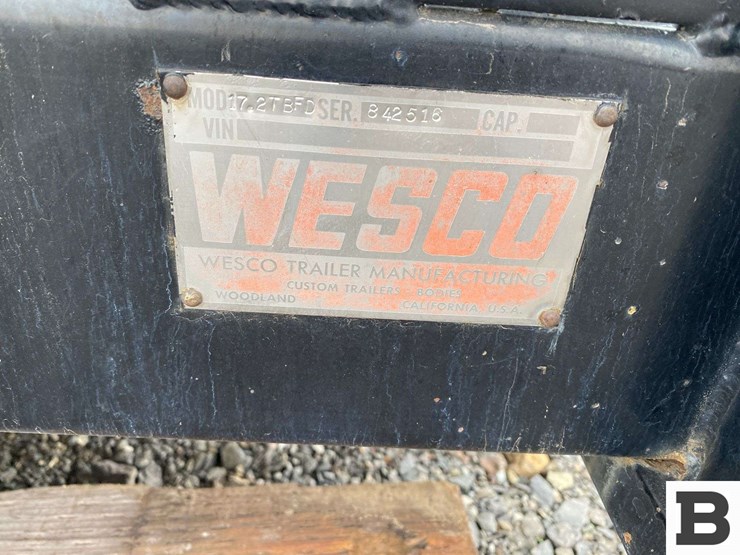 MOD 17.2TBFD SER. 842516 CAP.
VIN
WESCO
WESCO TRAILER MANUFACTURING
CUSTOM TRAILERS BODIES
WOODLAND CALIFORNIA, U.S.A.
B